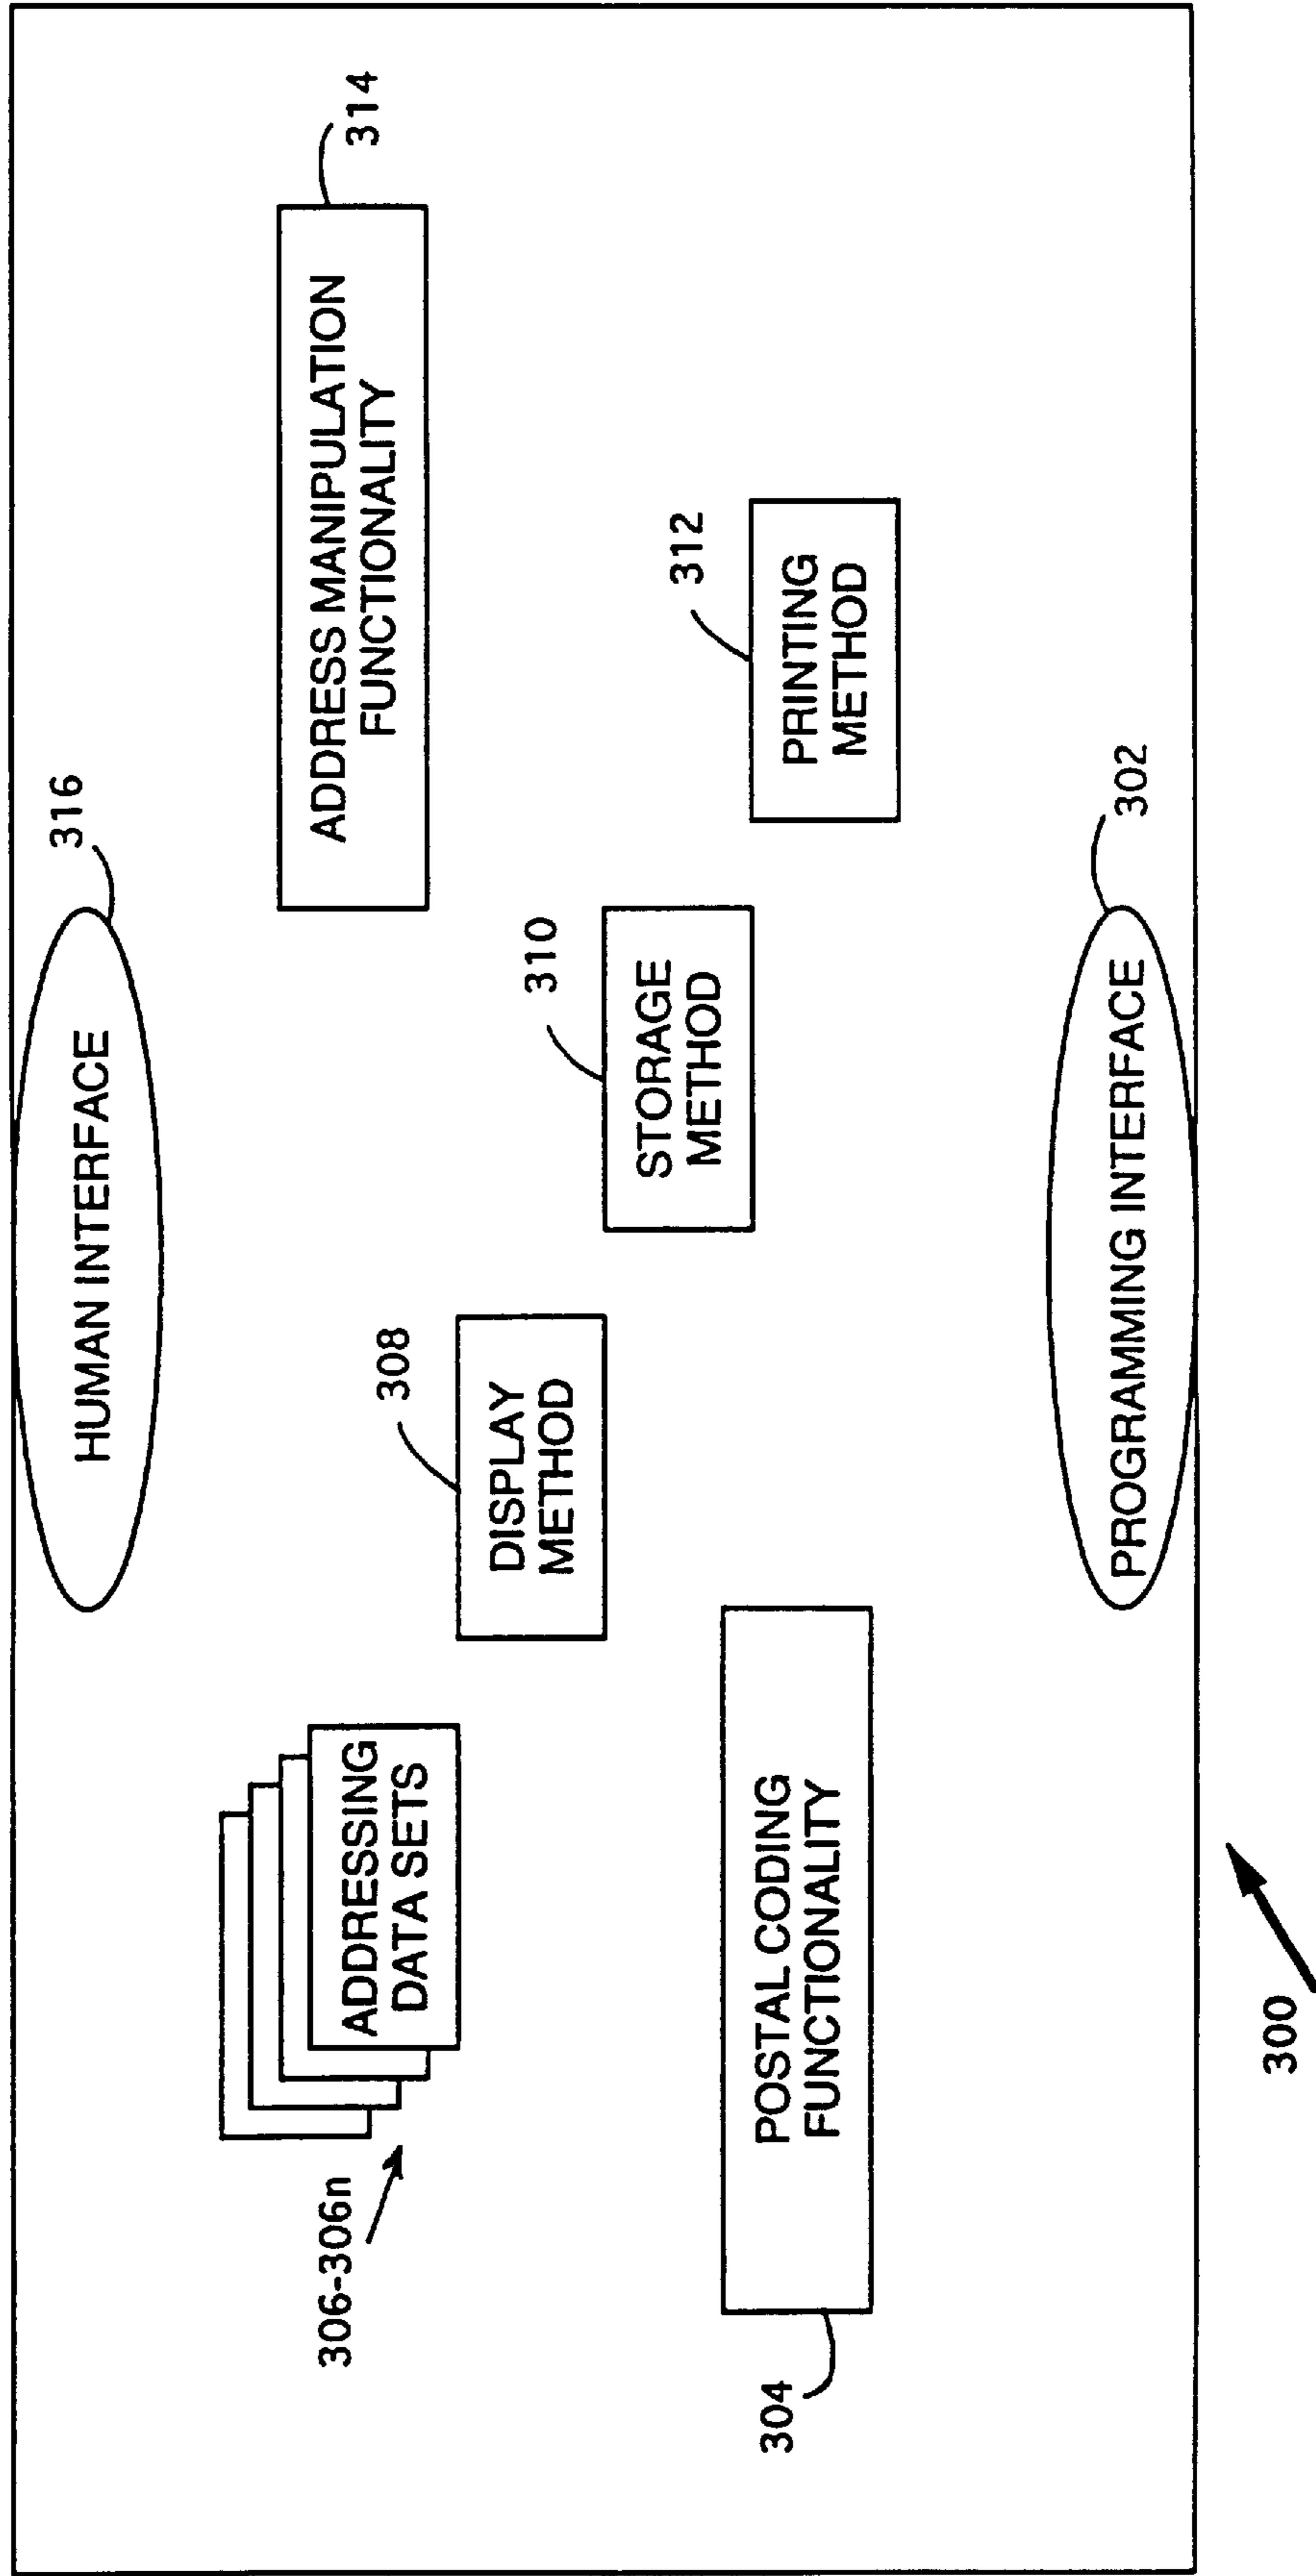 HUMAN INTERFACE
316
306-306n
ADDRESSING
DATA SETS
308
DISPLAY
METHOD
310
STORAGE
METHOD
ADDRESS MANIPULATION
FUNCTIONALITY
314
304
POSTAL CODING
FUNCTIONALITY
312
PRINTING
METHOD
PROGRAMMING INTERFACE
302
300